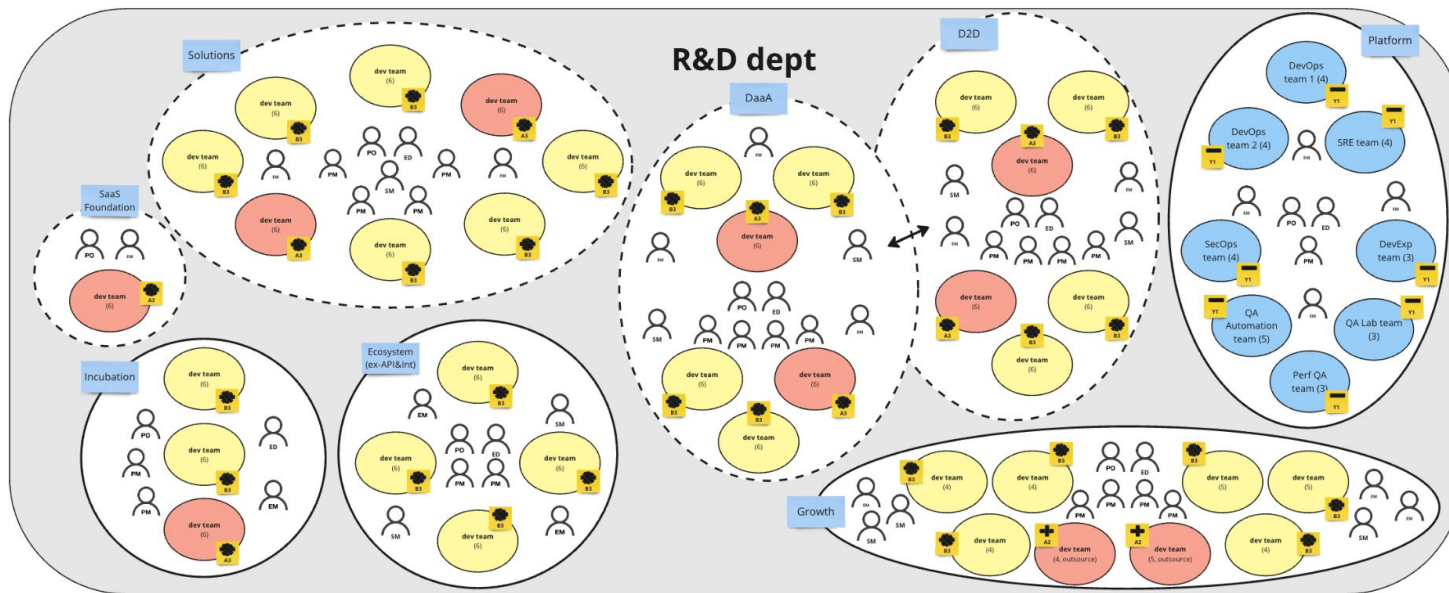 R&D dept
Solutions
dev team
(6)
B3
dev team
(6)
B3
dev team
(6)
A3
dev team
(6)
B3
dev team
(6)
B3
dev team
(6)
A3
dev team
(6)
B3
dev team
(6)
B3
EM
PM
PO
ED
SM
PM
EM
PM
PM
SaaS
Foundation
PO
EM
dev team
(6)
A3
Incubation
dev team
(6)
B3
PO
ED
dev team
(6)
B3
PM
PM
EM
dev team
(6)
A3
Ecosystem
(ex-API&Int)
dev team
(6)
B3
EM
SM
PO
ED
PM
PM
dev team
(6)
B3
dev team
(6)
B3
SM
EM
dev team
(6)
B3
DaaA
EM
dev team
(6)
B3
dev team
(6)
B3
A3
dev team
(6)
EM
SM
PO
ED
SM
PM
PM
PM
PM
EM
dev team
(6)
B3
dev team
(6)
A3
B3
dev team
(6)
D2D
dev team
(6)
B3
dev team
(6)
B3
A3
dev team
(6)
SM
EM
EM
PO
ED
SM
PM
PM
PM
PM
dev team
(6)
A3
dev team
(6)
B3
B3
dev team
(6)
Platform
DevOps
team 1 (4)
Y1
DevOps
team 2 (4)
Y1
EM
SRE team (4)
Y1
EM
PO
ED
EM
PM
SecOps
team (4)
Y1
DevExp
team (3)
Y1
EM
QA
Automation
team (5)
Y1
QA Lab team
(3)
Y1
Perf QA
team (3)
Y1
Growth
dev team
(4)
B3
dev team
(4)
B3
PO
ED
dev team
(5)
B3
dev team
(5)
B3
EM
SM
SM
PM
PM
PM
PM
EM
EM
SM
dev team
(4)
B3
dev team
(4, outsource)
A2
dev team
(5, outsource)
A2
dev team
(4)
B3